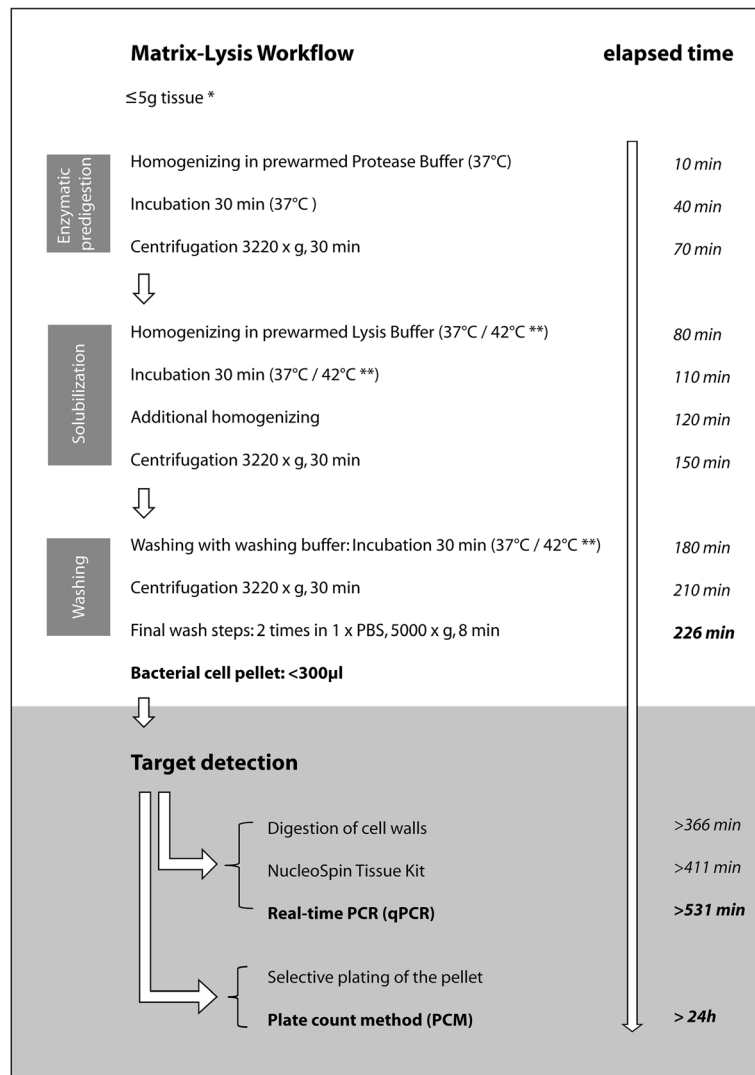 Matrix-Lysis Workflow elapsed time
≤5g tissue *
Enzymatic
predigestion
Homogenizing in prewarmed Protease Buffer (37°C) 10 min
Incubation 30 min (37°C ) 40 min
Centrifugation 3220 x g, 30 min 70 min
Solubilization
Homogenizing in prewarmed Lysis Buffer (37°C / 42°C **) 80 min
Incubation 30 min (37°C / 42°C **) 110 min
Additional homogenizing 120 min
Centrifugation 3220 x g, 30 min 150 min
Washing
Washing with washing buffer: Incubation 30 min (37°C / 42°C **) 180 min
Centrifugation 3220 x g, 30 min 210 min
Final wash steps: 2 times in 1 x PBS, 5000 x g, 8 min 226 min
Bacterial cell pellet: <300µl
Target detection
Digestion of cell walls >366 min
NucleoSpin Tissue Kit >411 min
Real-time PCR (qPCR) >531 min
Selective plating of the pellet
Plate count method (PCM) > 24h